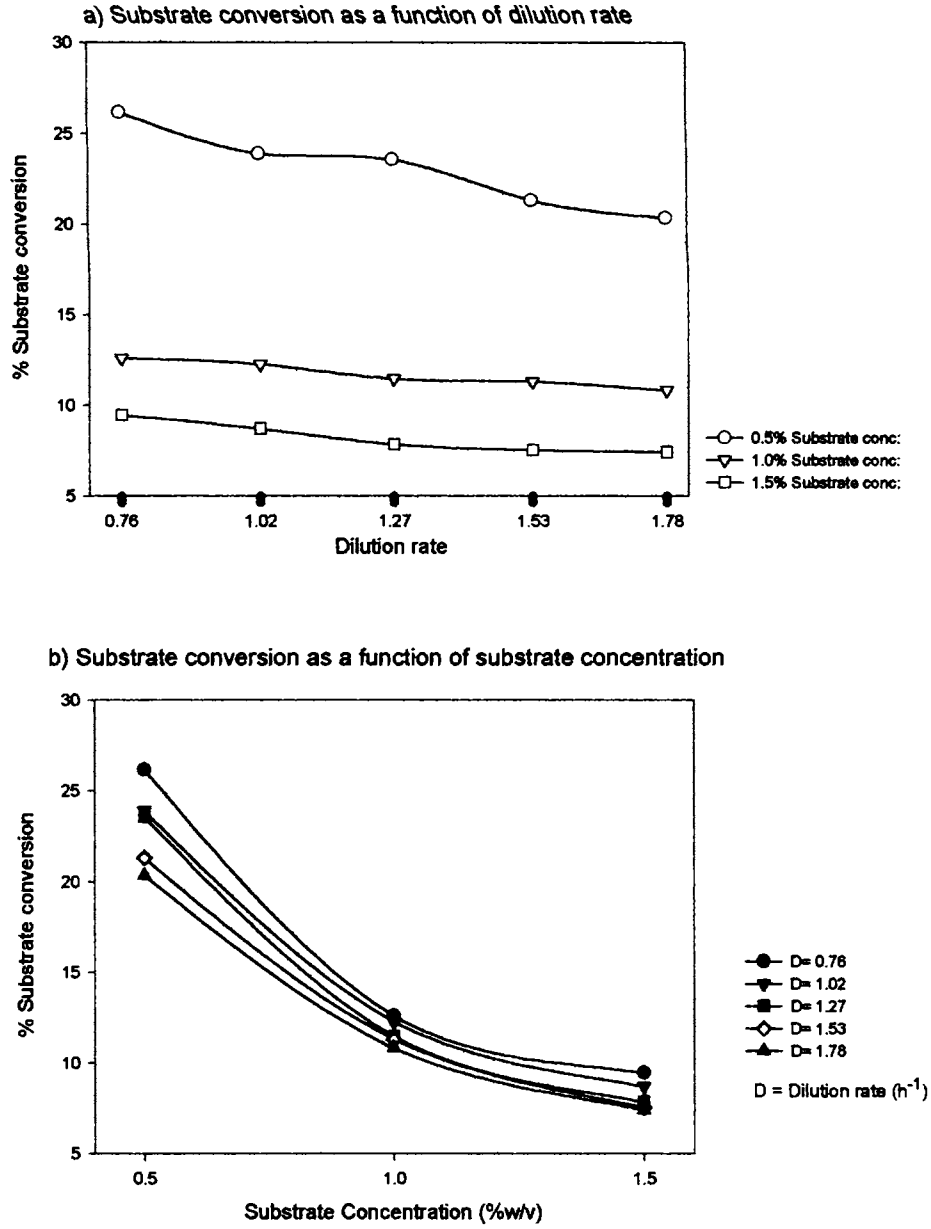 a) Substrate conversion as a function of dilution rate
30
25
20
15
10
5
% Substrate conversion
0.76 1.02 1.27 1.53 1.78
Dilution rate
0.5% Substrate conc:
1.0% Substrate conc:
1.5% Substrate conc:
b) Substrate conversion as a function of substrate concentration
30
25
20
15
10
5
% Substrate conversion
0.5 1.0 1.5
Substrate Concentration (%w/v)
D= 0.76
D= 1.02
D= 1.27
D= 1.53
D= 1.78
D = Dilution rate (h⁻¹)